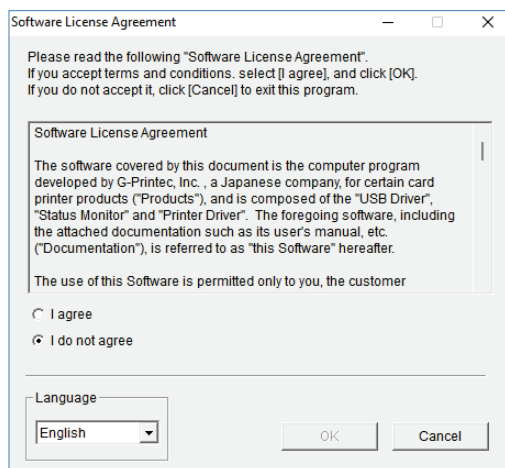 Software License Agreement
Please read the following "Software License Agreement".
If you accept terms and conditions. select [I agree], and click [OK].
If you do not accept it, click [Cancel] to exit this program.
Software License Agreement
The software covered by this document is the computer program
developed by G-Printec, Inc. , a Japanese company, for certain card
printer products ("Products"), and is composed of the "USB Driver",
"Status Monitor" and "Printer Driver".  The foregoing software, including
the attached documentation such as its user's manual, etc.
("Documentation"), is referred to as "this Software" hereafter.
The use of this Software is permitted only to you, the customer
I agree
I do not agree
Language
English
OK
Cancel